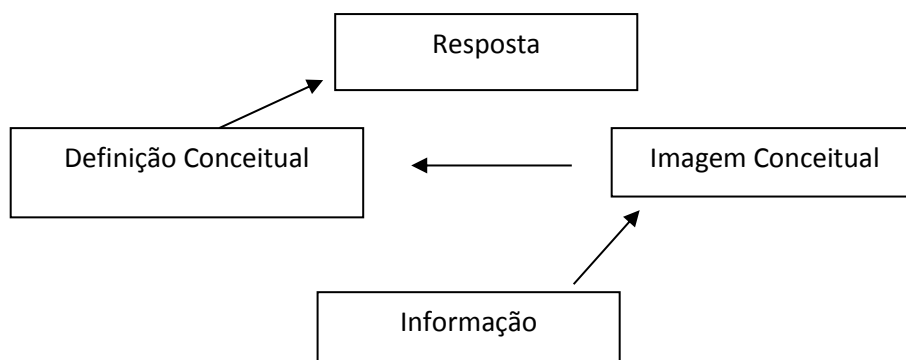 Resposta
Definição Conceitual
Imagem Conceitual
Informação